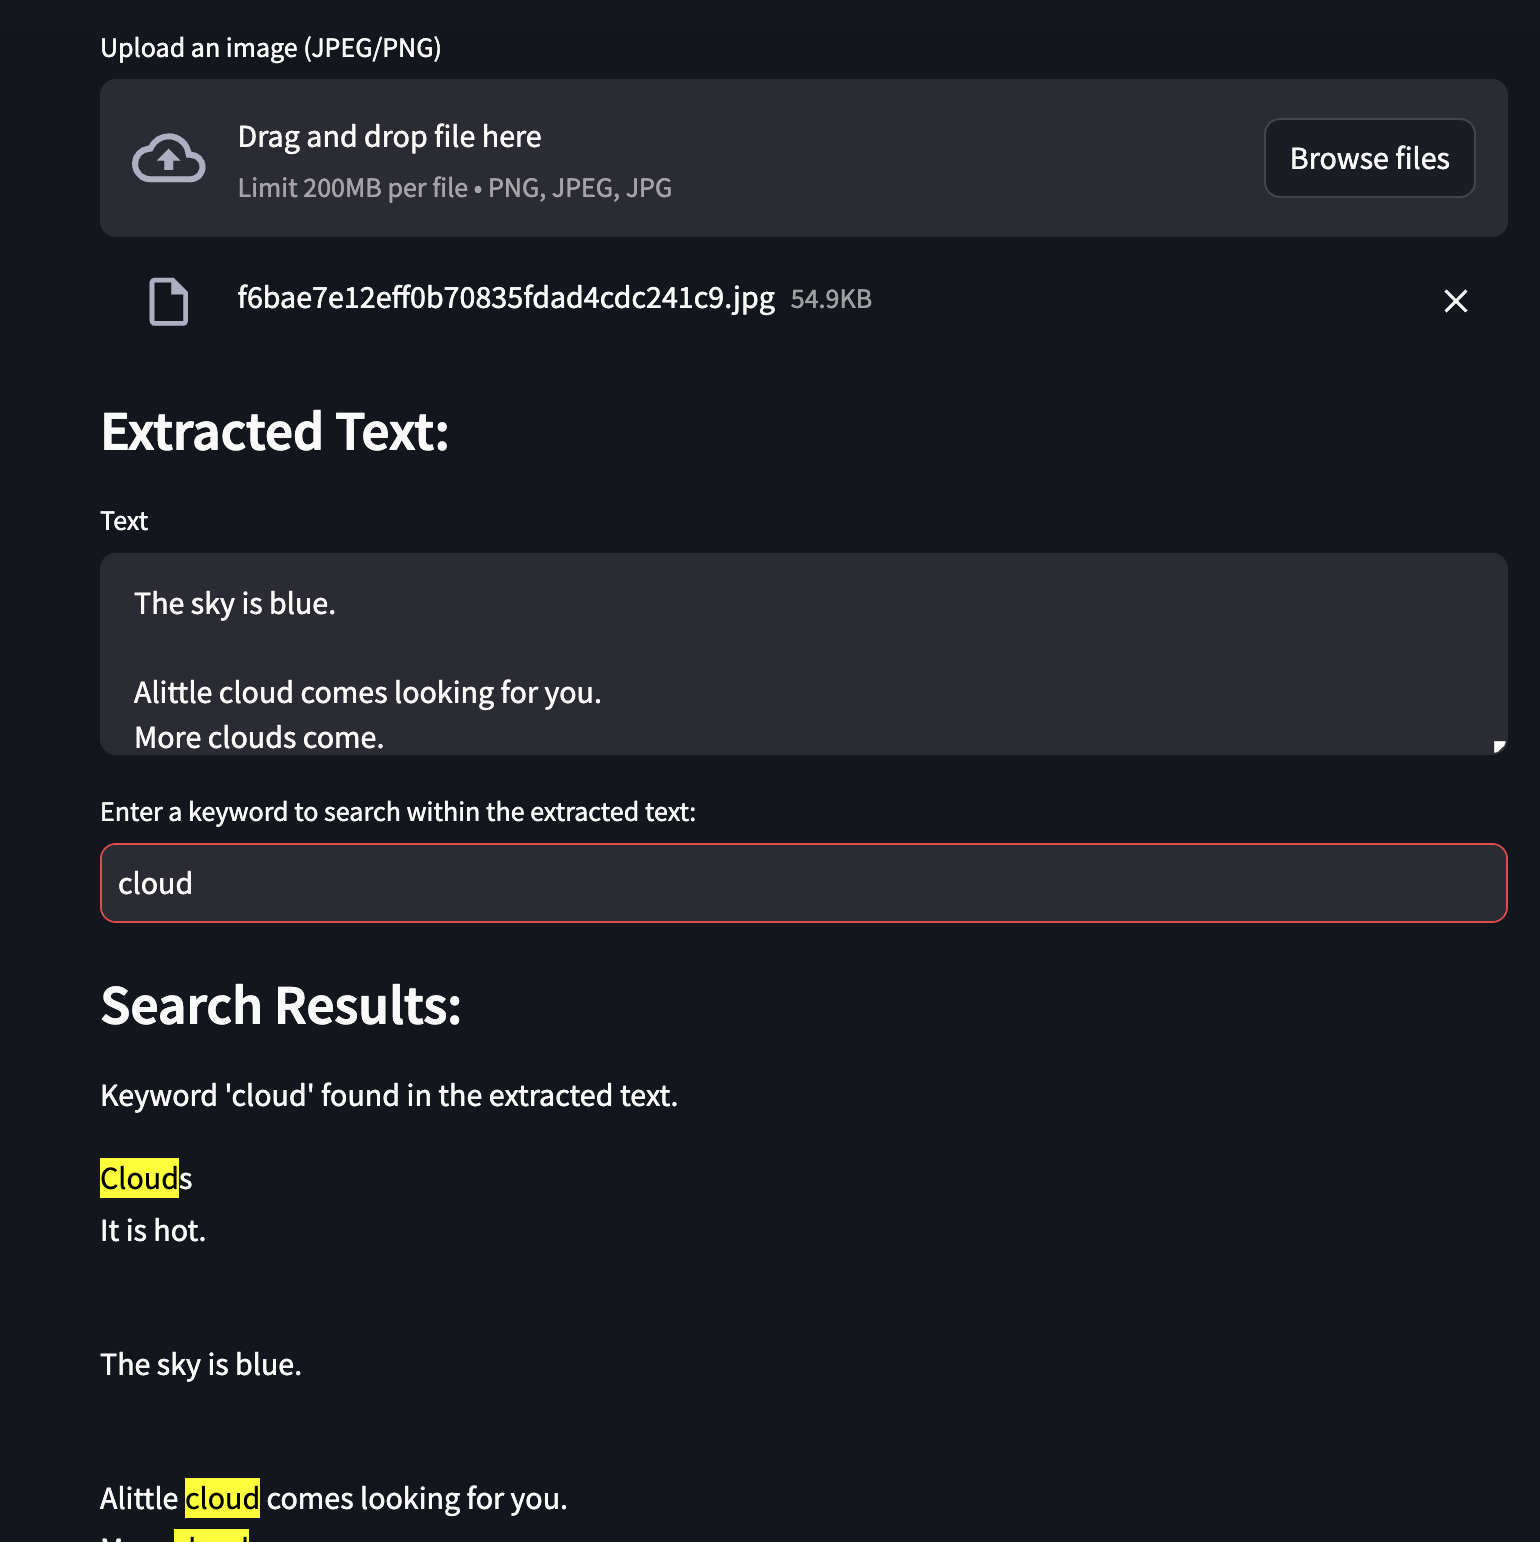 Upload an image (JPEG/PNG)
Drag and drop file here
Limit 200MB per file • PNG, JPEG, JPG
Browse files
f6bae7e12eff0b70835fdad4cdc241c9.jpg 54.9KB
Extracted Text:
Text
The sky is blue.
Alittle cloud comes looking for you.
More clouds come.
Enter a keyword to search within the extracted text:
cloud
Search Results:
Keyword 'cloud' found in the extracted text.
Clouds
It is hot.
The sky is blue.
Alittle cloud comes looking for you.